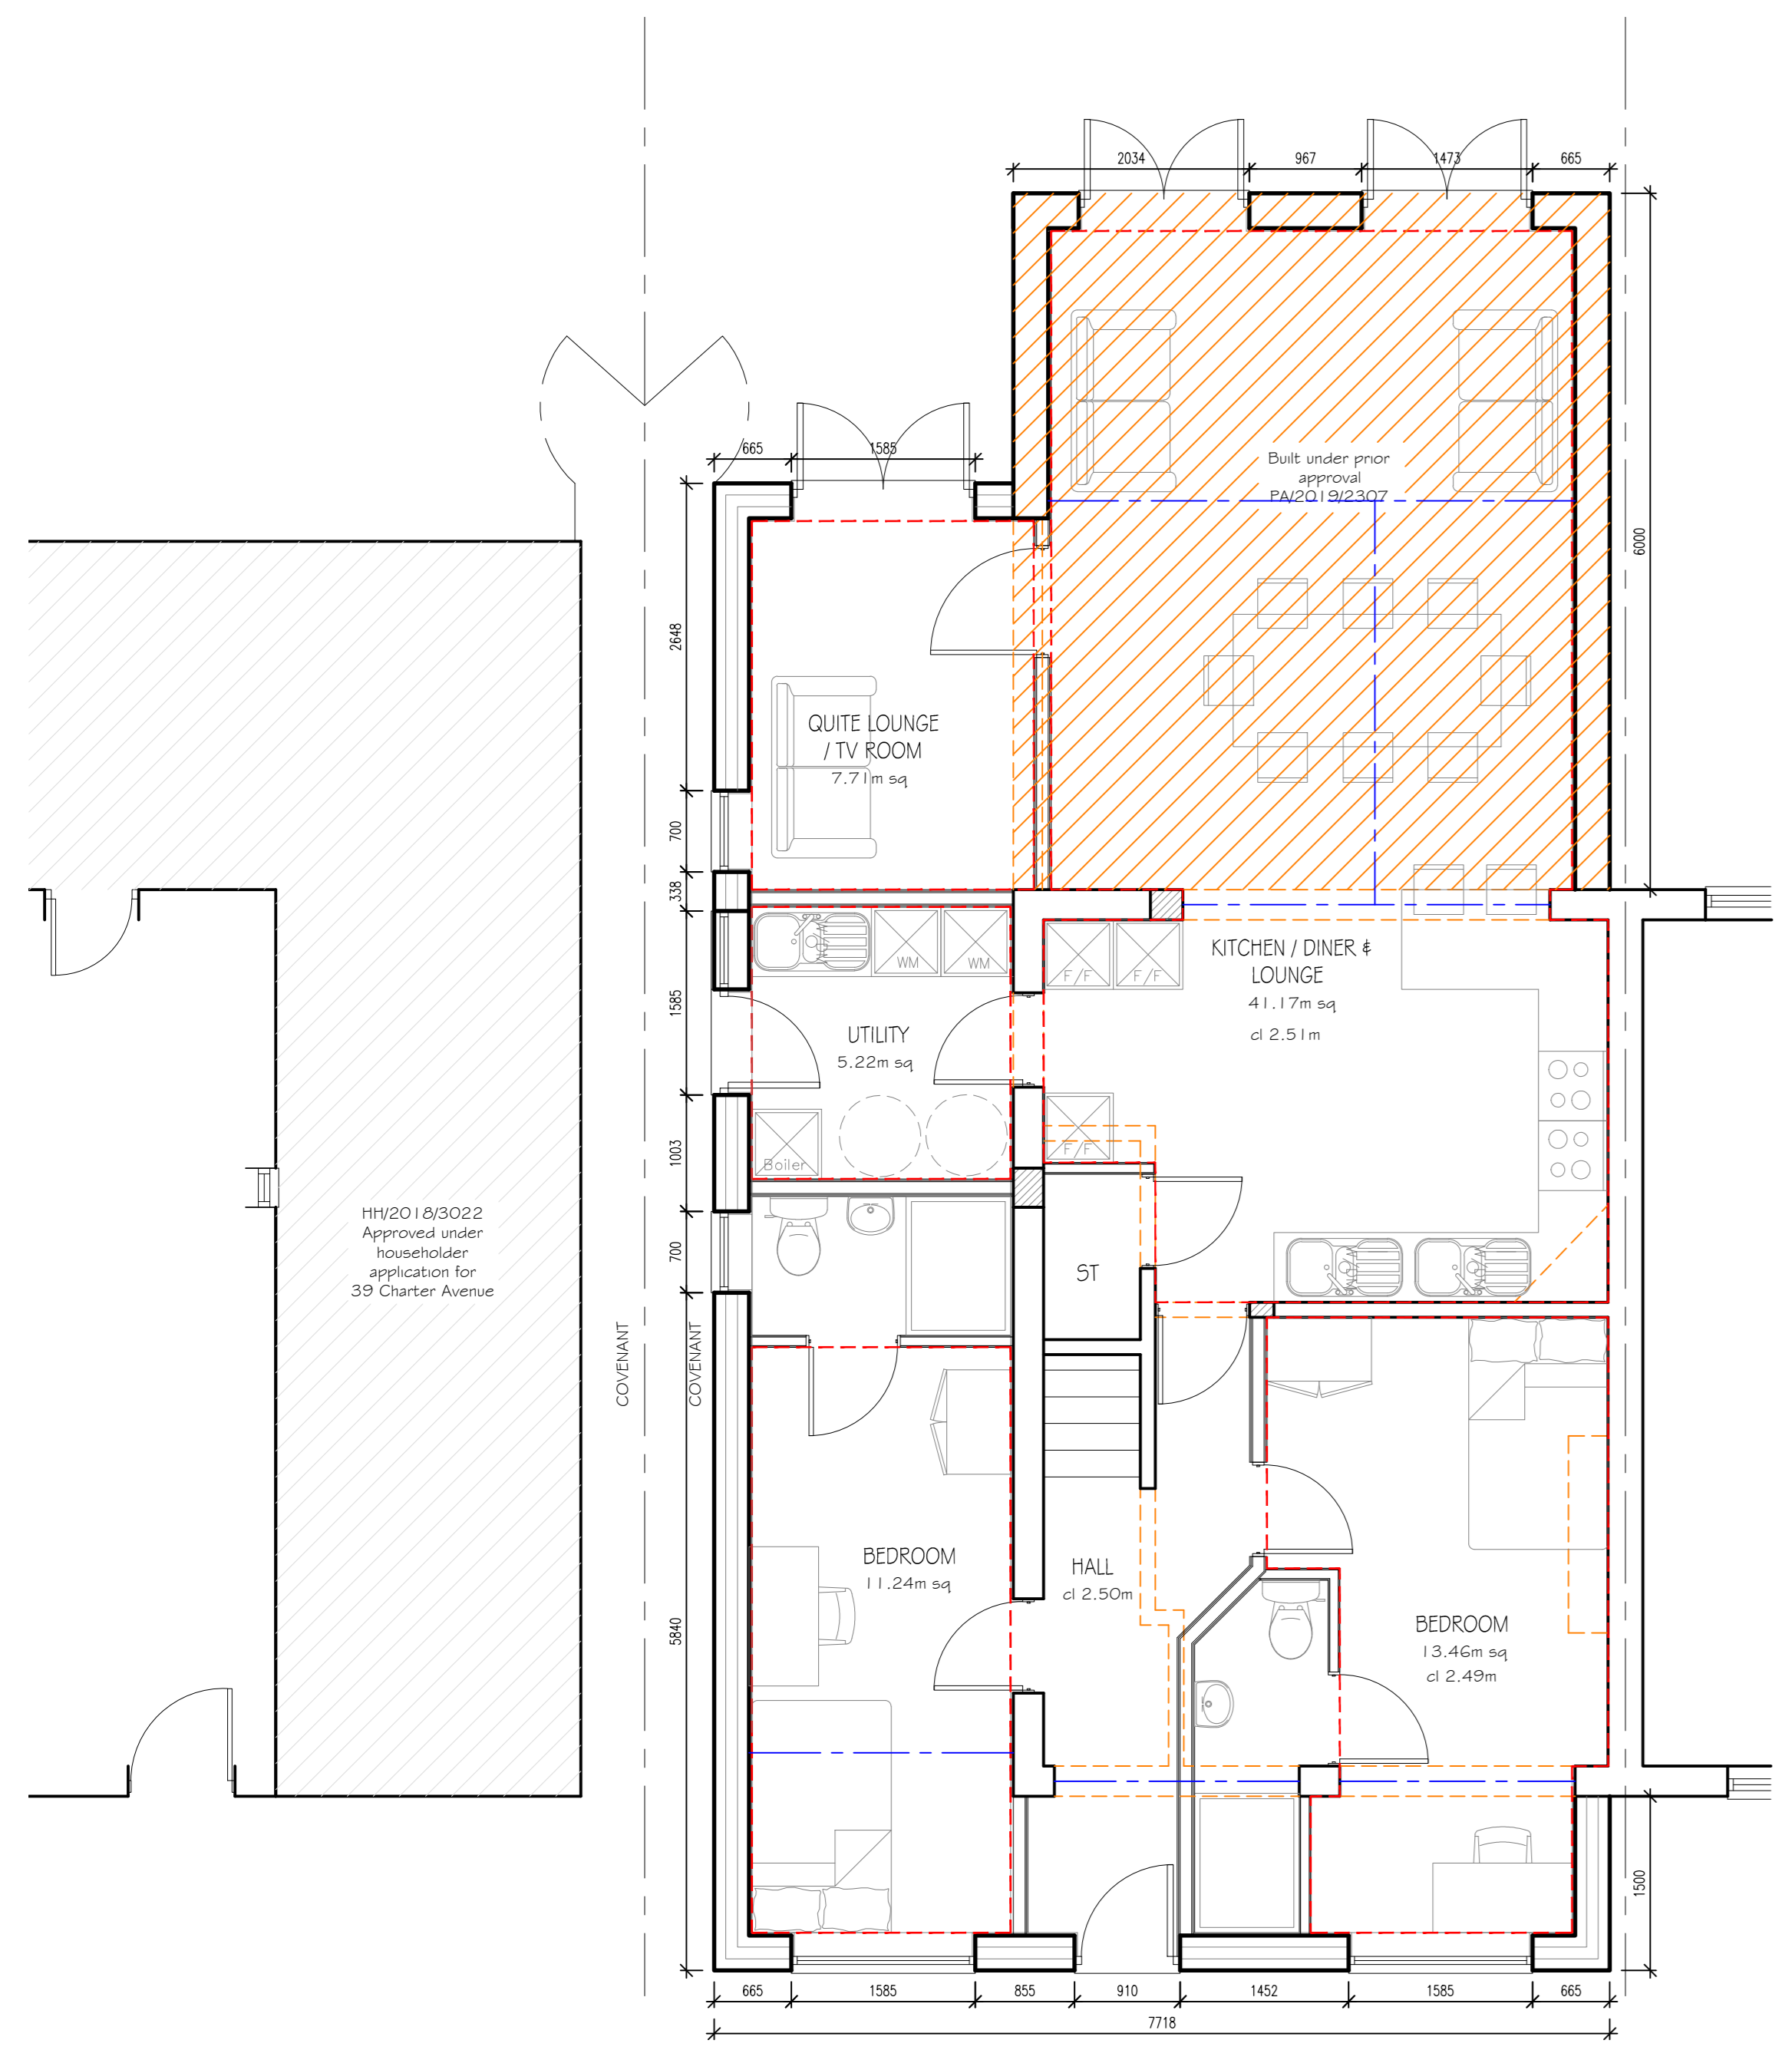 2034
967
1473
665
665
1585
Built under prior
approval
PA/2019/2307
6000
2648
QUITE LOUNGE
/ TV ROOM
7.71m sq
700
338
WM
WM
F/F
F/F
KITCHEN / DINER &
LOUNGE
41.17m sq
cl 2.51m
1585
UTILITY
5.22m sq
1003
Boiler
F/F
HH/2018/3022
Approved under
householder
application for
39 Charter Avenue
700
ST
COVENANT
COVENANT
BEDROOM
11.24m sq
HALL
cl 2.50m
5840
BEDROOM
13.46m sq
cl 2.49m
1500
665
1585
855
910
1452
1585
665
7718